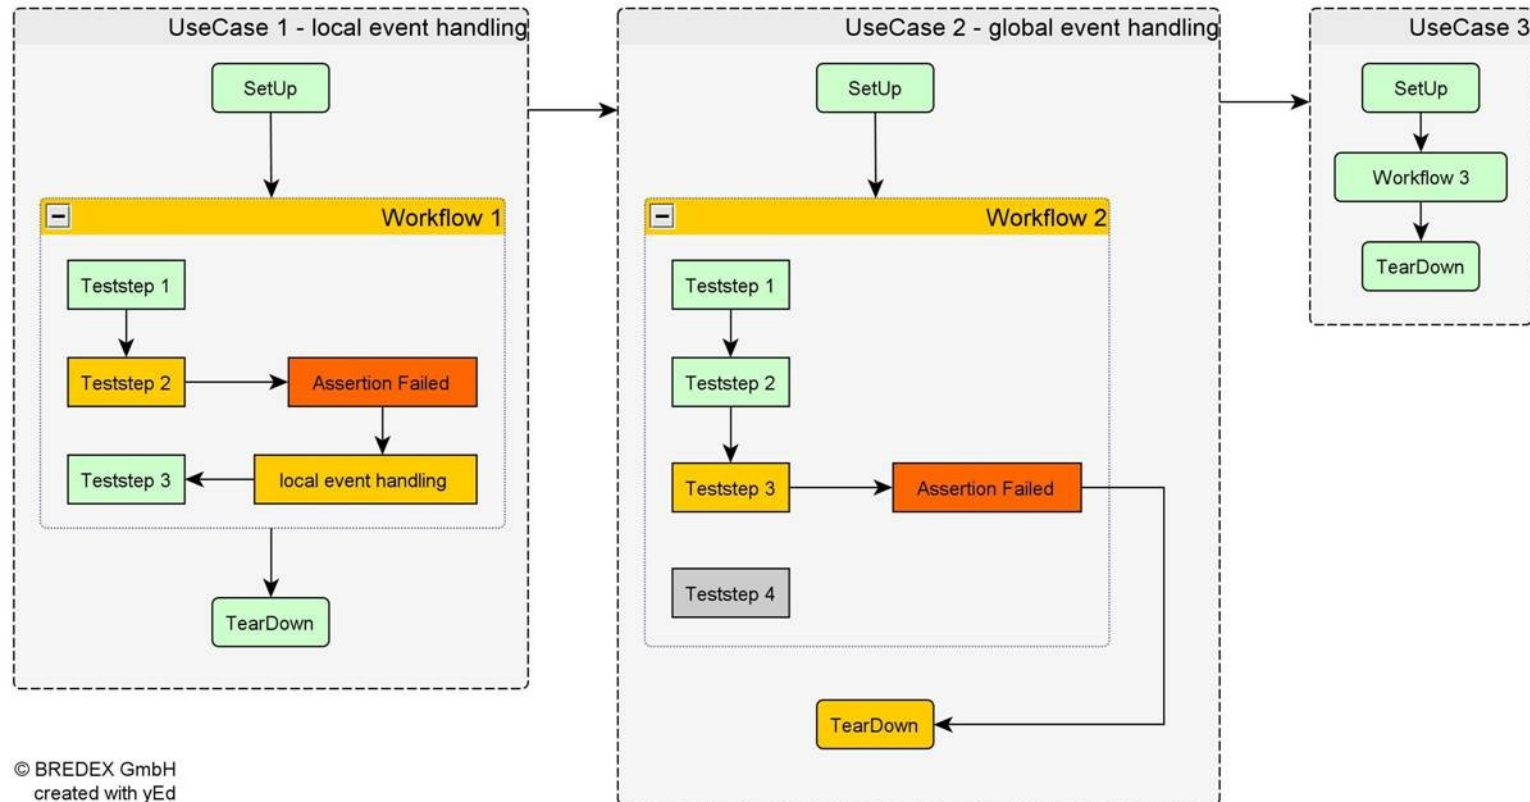 UseCase 1 - local event handling
SetUp
Workflow 1
Teststep 1
Teststep 2
Assertion Failed
Teststep 3
local event handling
TearDown
UseCase 2 - global event handling
SetUp
Workflow 2
Teststep 1
Teststep 2
Teststep 3
Assertion Failed
Teststep 4
TearDown
UseCase 3
SetUp
Workflow 3
TearDown
© BREDEX GmbH
created with yEd